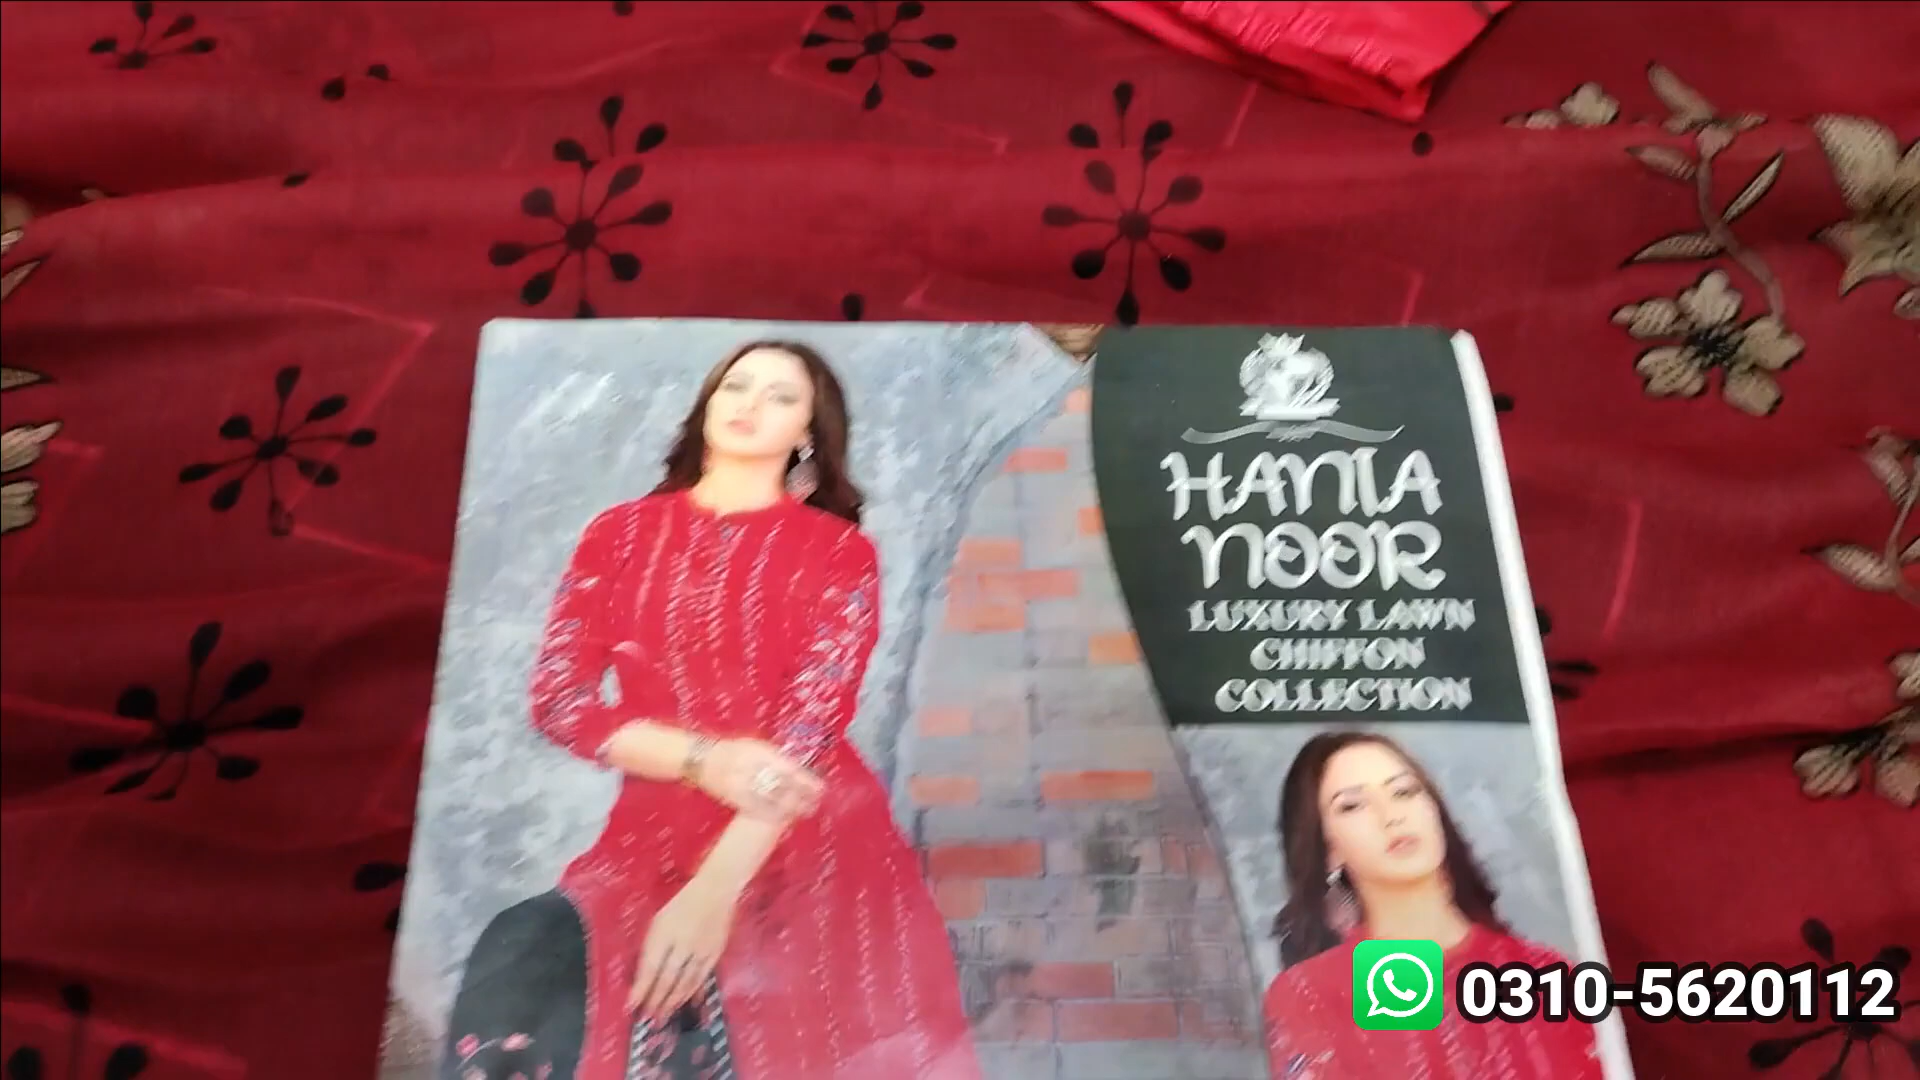 HANIA
NOOR
LUXURY LAWN
CHIFFON
COLLECTION
0310-5620112